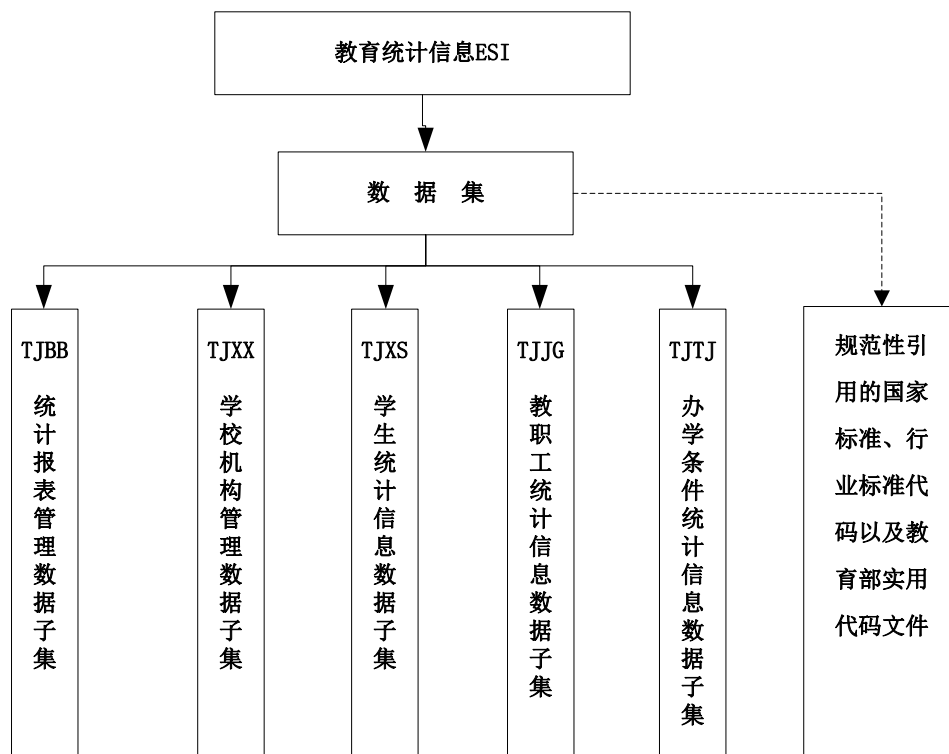 教育统计信息ESI
数 据 集
TJBB
统计报表管理数据子集
TJXX
学校机构管理数据子集
TJXS
学生统计信息数据子集
TJJG
教职工统计信息数据子集
TJTJ
办学条件统计信息数据子集
规范性引
用的国家
标准、行
业标准代
码以及教
育部实用
代码文件